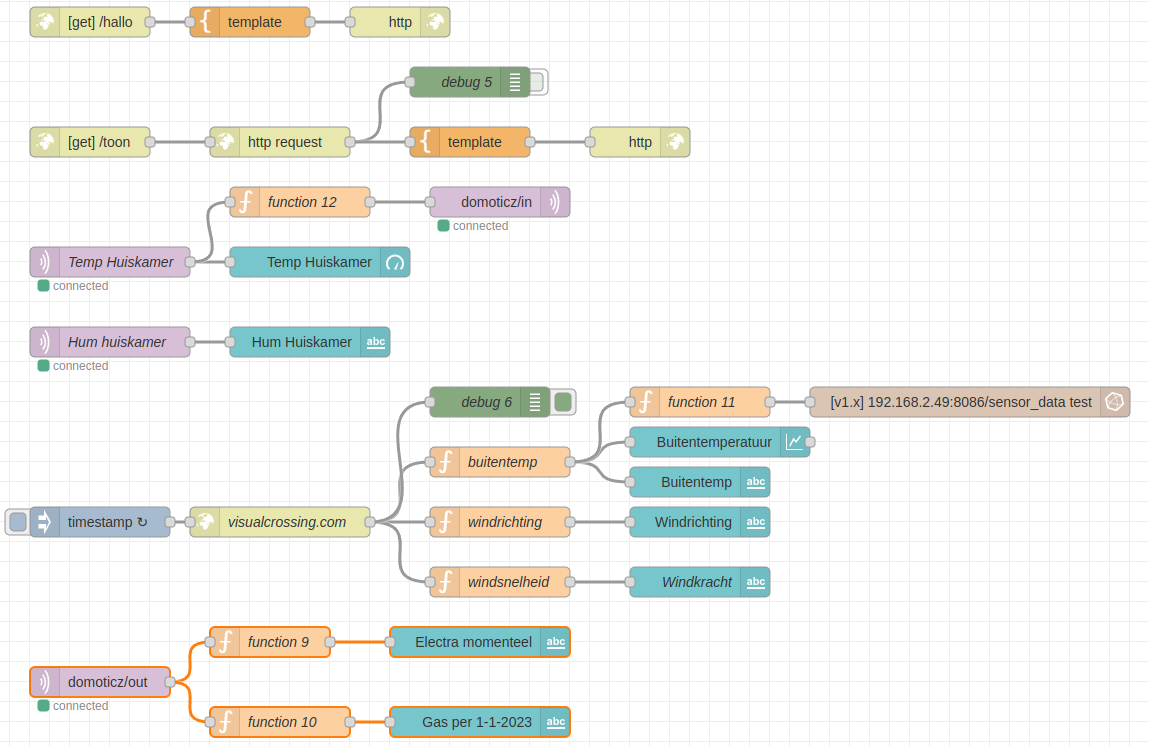 [get] /hallo
template
http
debug 5
[get] /toon
http request
template
http
function 12
domoticz/in
connected
Temp Huiskamer
Temp Huiskamer
connected
Hum huiskamer
Hum Huiskamer
abc
connected
debug 6
function 11
[v1.x] 192.168.2.49:8086/sensor_data test
Buitentemperatuur
buitentemp
Buitentemp
abc
timestamp ↻
visualcrossing.com
windrichting
Windrichting
abc
windsnelheid
Windkracht
abc
function 9
Electra momenteel
abc
domoticz/out
connected
function 10
Gas per 1-1-2023
abc